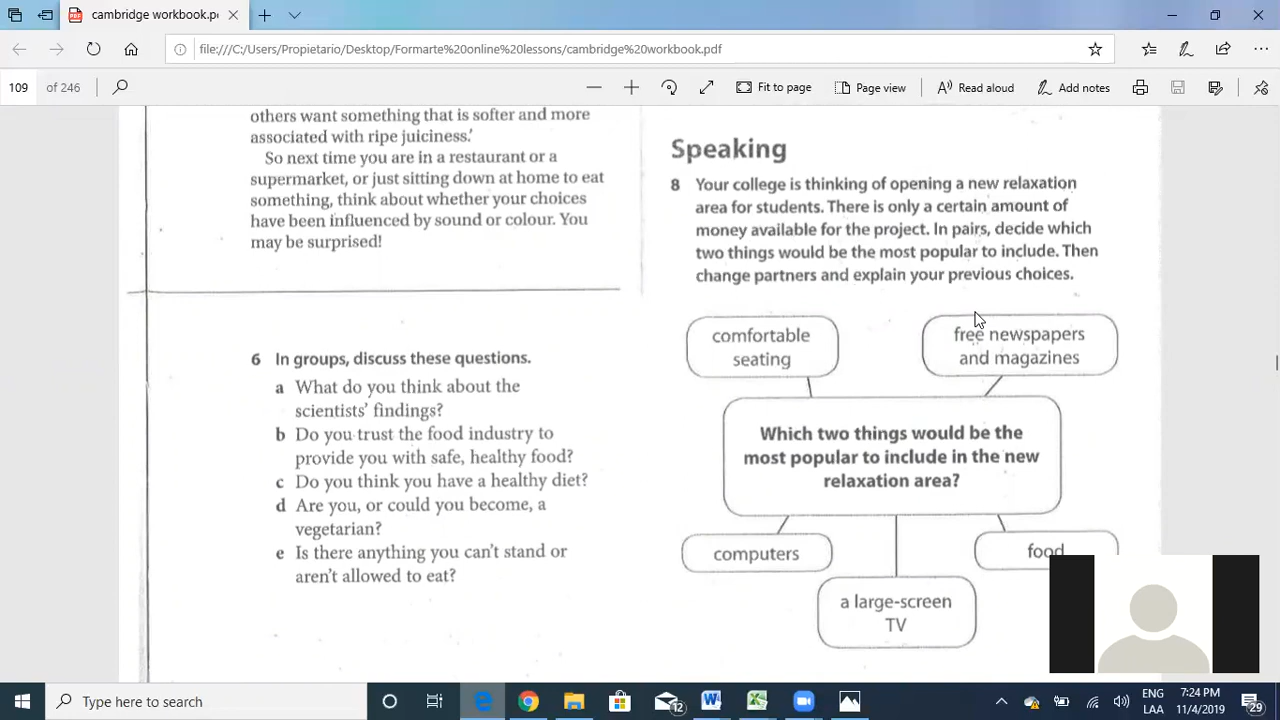 cambridge workbook.pd
file:///C:/Users/Propietario/Desktop/Formarte%20online%20lessons/cambridge%20workbook.pdf
109 of 246
Fit to page
Page view
Read aloud
Add notes
others want something that is softer and more
associated with ripe juiciness.'
So next time you are in a restaurant or a
supermarket, or just sitting down at home to eat
something, think about whether your choices
have been influenced by sound or colour. You
may be surprised!
6 In groups, discuss these questions.
a What do you think about the
scientists' findings?
b Do you trust the food industry to
provide you with safe, healthy food?
c Do you think you have a healthy diet?
d Are you, or could you become, a
vegetarian?
e Is there anything you can't stand or
aren't allowed to eat?
Speaking
8 Your college is thinking of opening a new relaxation
area for students. There is only a certain amount of
money available for the project. In pairs, decide which
two things would be the most popular to include. Then
change partners and explain your previous choices.
comfortable
seating
free newspapers
and magazines
Which two things would be the
most popular to include in the new
relaxation area?
computers
food
a large-screen
TV
Type here to search
12
ENG
LAA
7:24 PM
11/4/2019
29